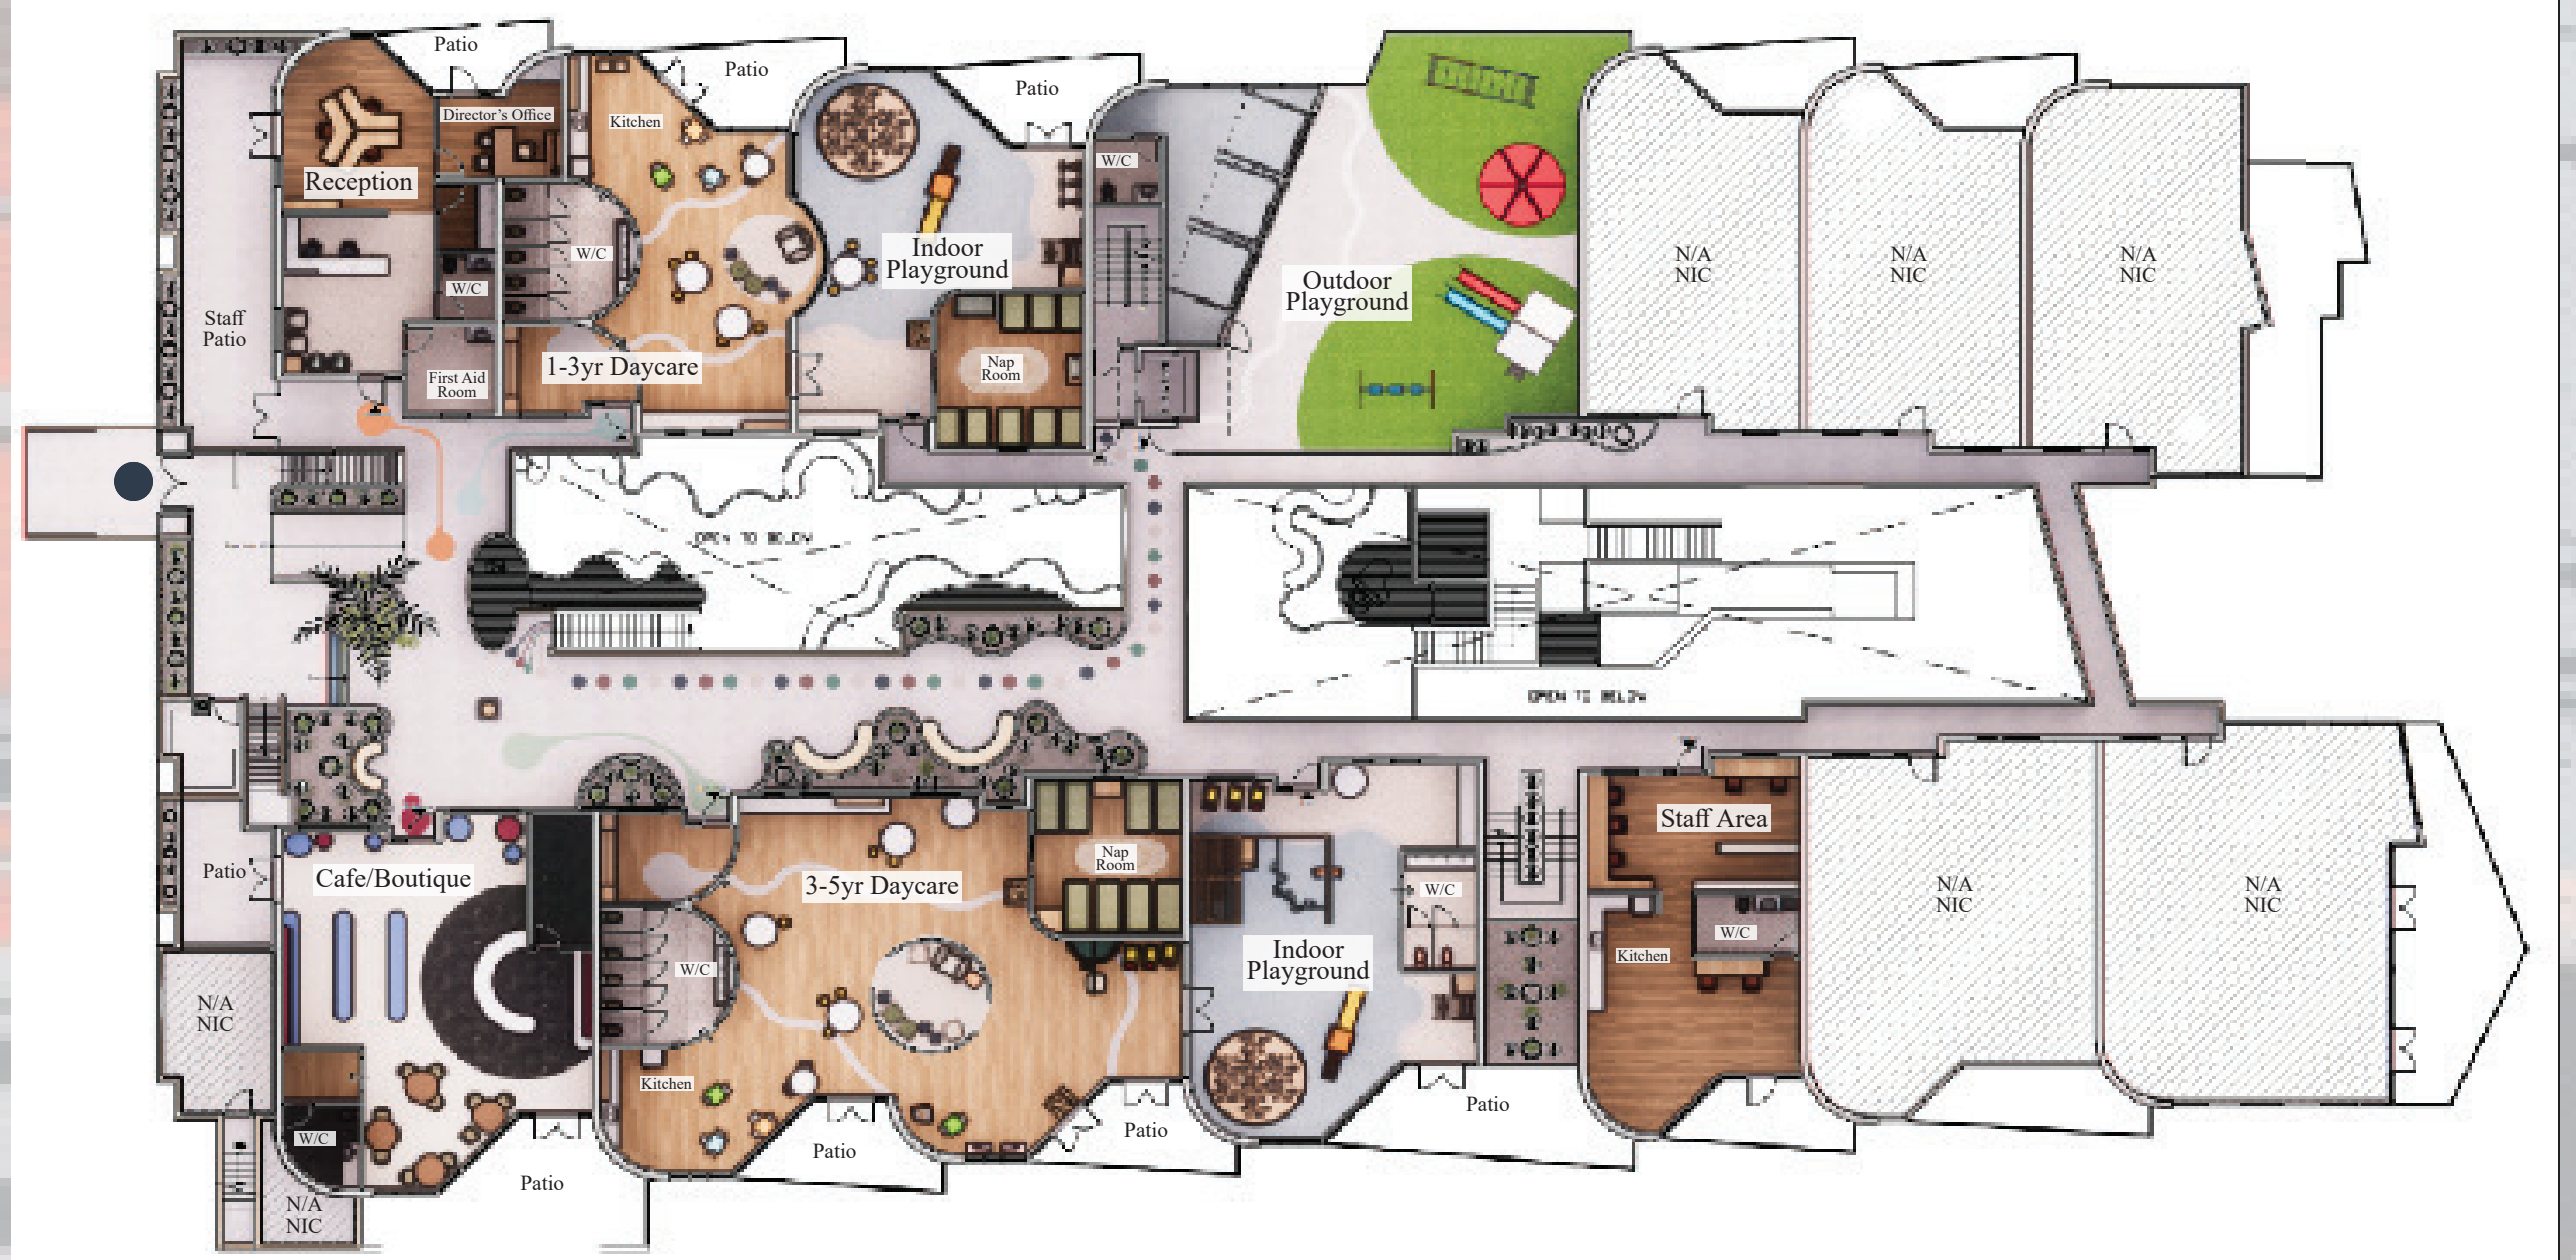 Patio
Patio
Patio
Director's Office
Kitchen
Reception
W/C
W/C
W/C
Indoor
Playground
Outdoor
Playground
N/A
NIC
N/A
NIC
N/A
NIC
Staff
Patio
First Aid
Room
1-3yr Daycare
Nap
Room
OPEN TO BELOW
OPEN TO BELOW
Patio
Cafe/Boutique
3-5yr Daycare
Nap
Room
W/C
Staff Area
N/A
NIC
N/A
NIC
W/C
W/C
Indoor
Playground
Kitchen
N/A
NIC
Kitchen
W/C
Patio
Patio
Patio
Patio
N/A
NIC